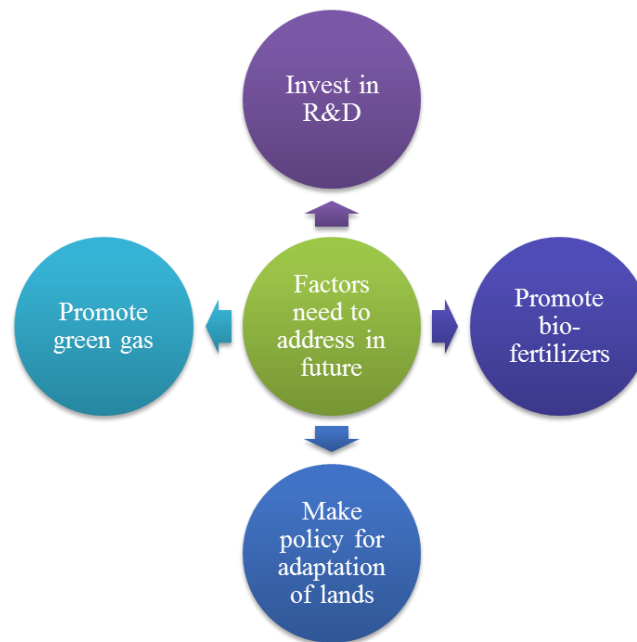 Invest in
R&D
Promote
green gas
Factors
need to
address in
future
Promote
bio-
fertilizers
Make
policy for
adaptation
of lands